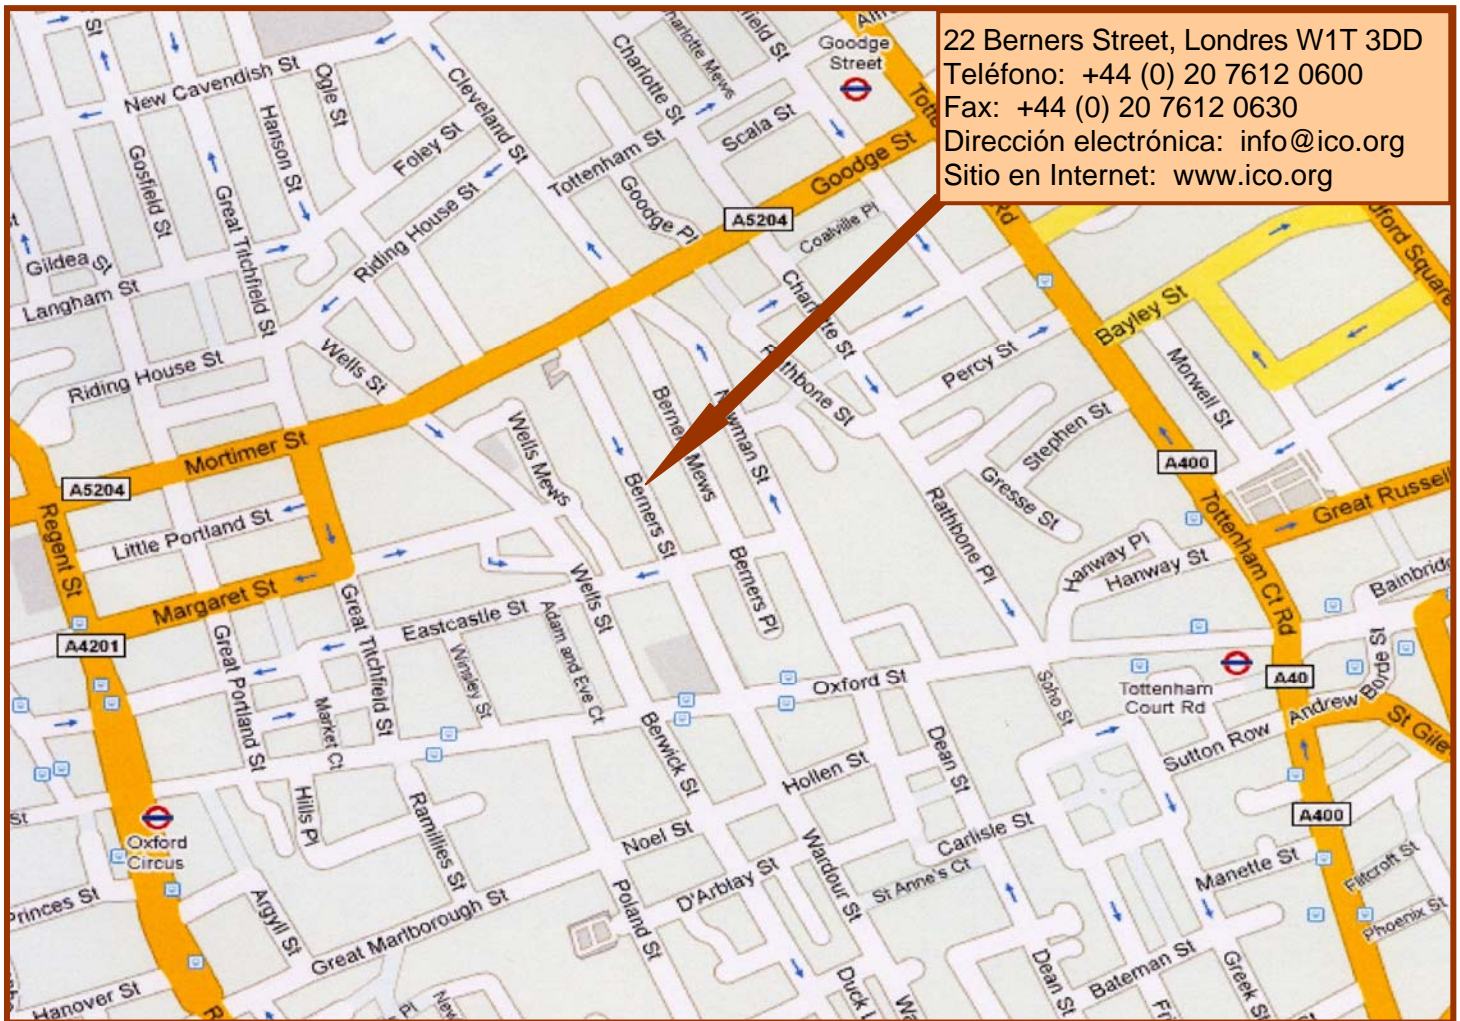 22 Berners Street, Londres W1T 3DD
Teléfono: +44 (0) 20 7612 0600
Fax: +44 (0) 20 7612 0630
Dirección electrónica: info@ico.org
Sitio en Internet: www.ico.org
Goodge
Street
New Cavendish St
Ogle St
Cleveland St
Charlotte St
Scala St
Hanson St
Foley St
Tottenham St
Goodge St
Gosfield St
Great Titchfield St
Riding House St
Goodge Pl
A5204
Colville Pl
Gildea St
Langham St
Charlotte St
Bayley St
Percy St
Morwell St
Riding House St
Wells St
Rathbone St
Berners Mews
Newman St
Stephen St
Wells Mews
Mortimer St
A5204
A400
Gresse St
Great Russell
Berners St
Rathbone Pl
Tottenham Ct Rd
Regent St
Little Portland St
Hanway Pl
Hanway St
Berners Pl
Margaret St
Wells St
Great Titchfield St
Eastcastle St
Adam and Eve Ct
A4201
Great Portland St
Winsley St
Market Ct
Oxford St
Soho St
Tottenham
Court Rd
A40
Andrew Borde St
Sutton Row
Berwick St
Dean St
Hollen St
Hills Pl
Ramillies St
A400
Oxford
Circus
Noel St
Wardour St
Carlisle St
St Anne's Ct
D'Arblay St
Manette St
Flitcroft St
Phoenix St
Princes St
Argyll St
Great Marlborough St
Poland St
Dean St
Bateman St
Greek St
Hanover St